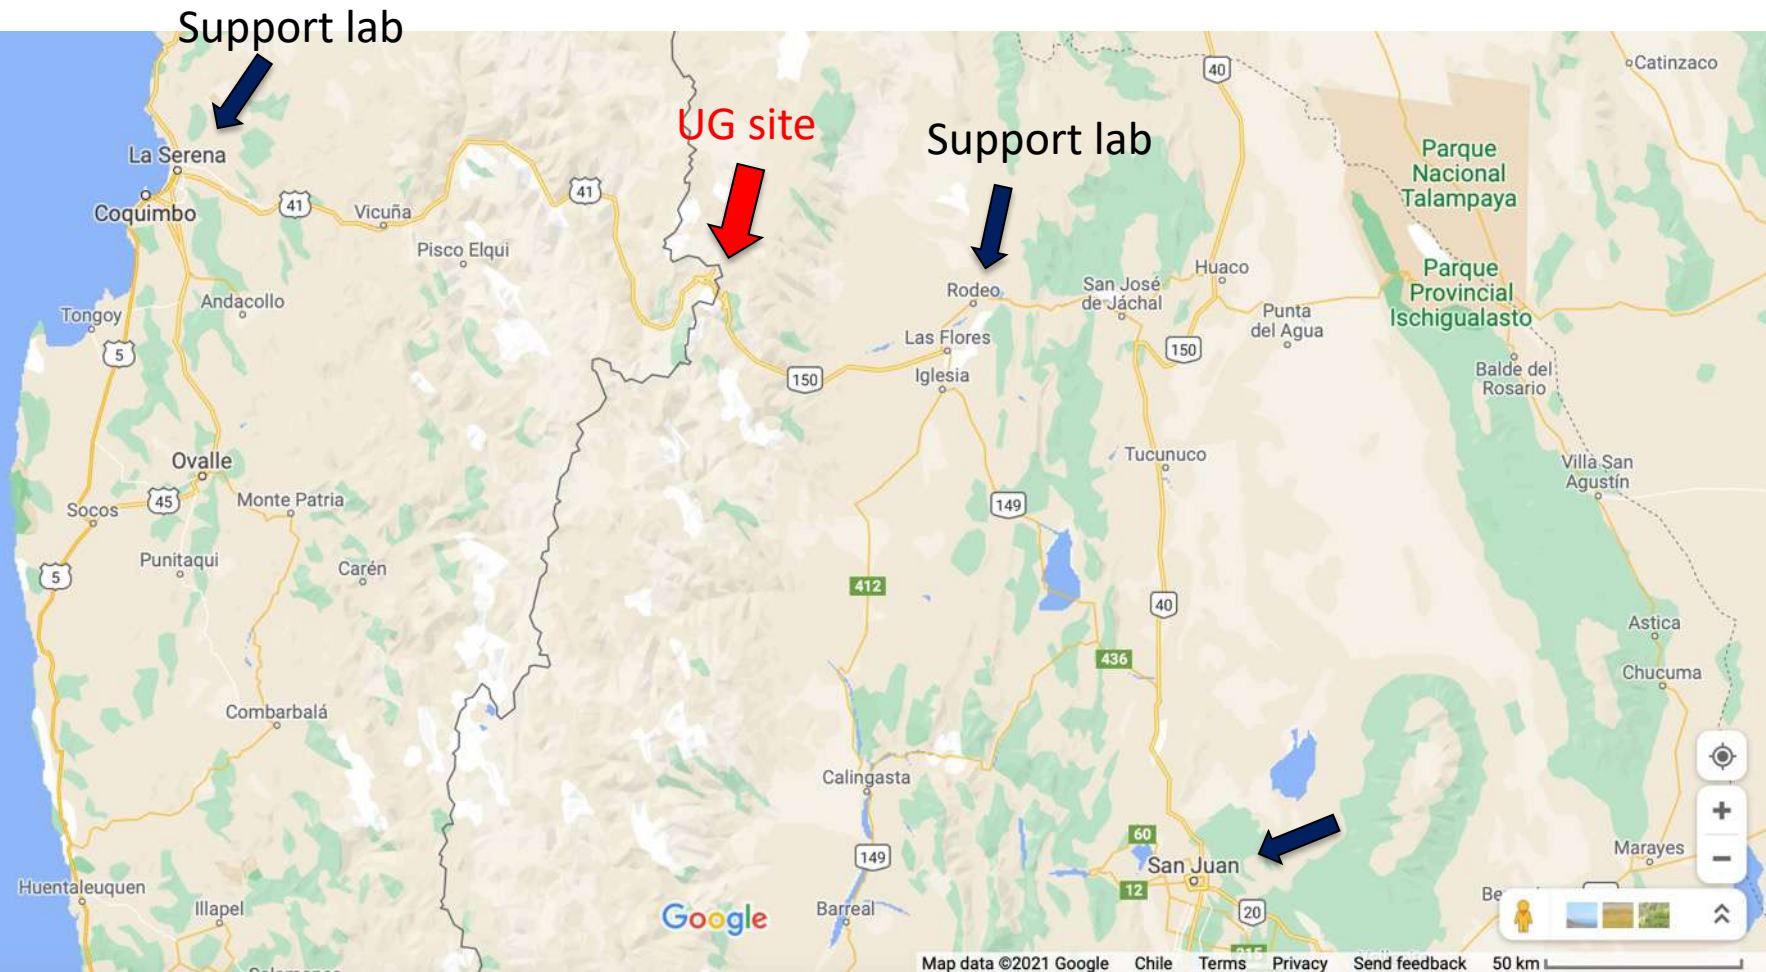 Support lab
UG site
Support lab
40
Catinzaco
La Serena
Coquimbo
41
Vicuña
41
Pisco Elqui
Parque
Nacional
Talampaya
Parque
Provincial
Ischigualasto
Rodeo
San José
de Jáchal
Huaco
Punta
del Agua
Tongoy
Andacollo
5
Las Flores
150
Iglesia
150
Balde del
Rosario
Ovalle
45
Monte Patria
Socos
Tucunuco
Villa San
Agustín
149
Punitaqui
Carén
5
412
40
Astica
436
Chucuma
Combarbalá
Calingasta
60
San Juan
149
12
20
Marayes
Huentelauquen
Illapel
Google
Barreal
Map data ©2021 Google Chile Terms Privacy Send feedback 50 km